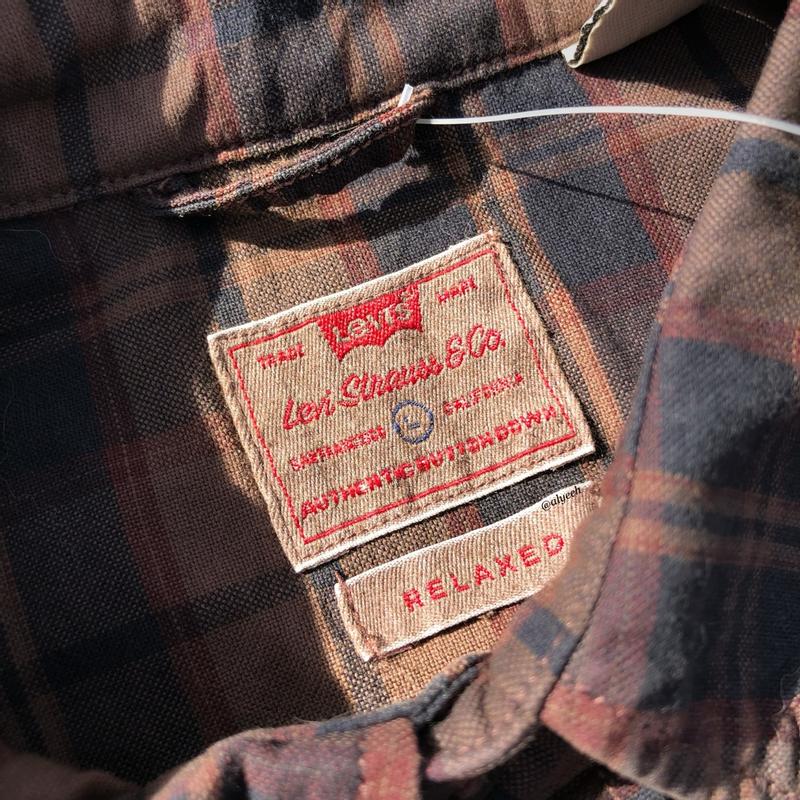 TRADE Levi's MARK
Levi Strauss & Co.
SAN FRANCISCO L CALIFORNIA
AUTHENTIC BUTTON DOWN
@alyeeh
RELAXED